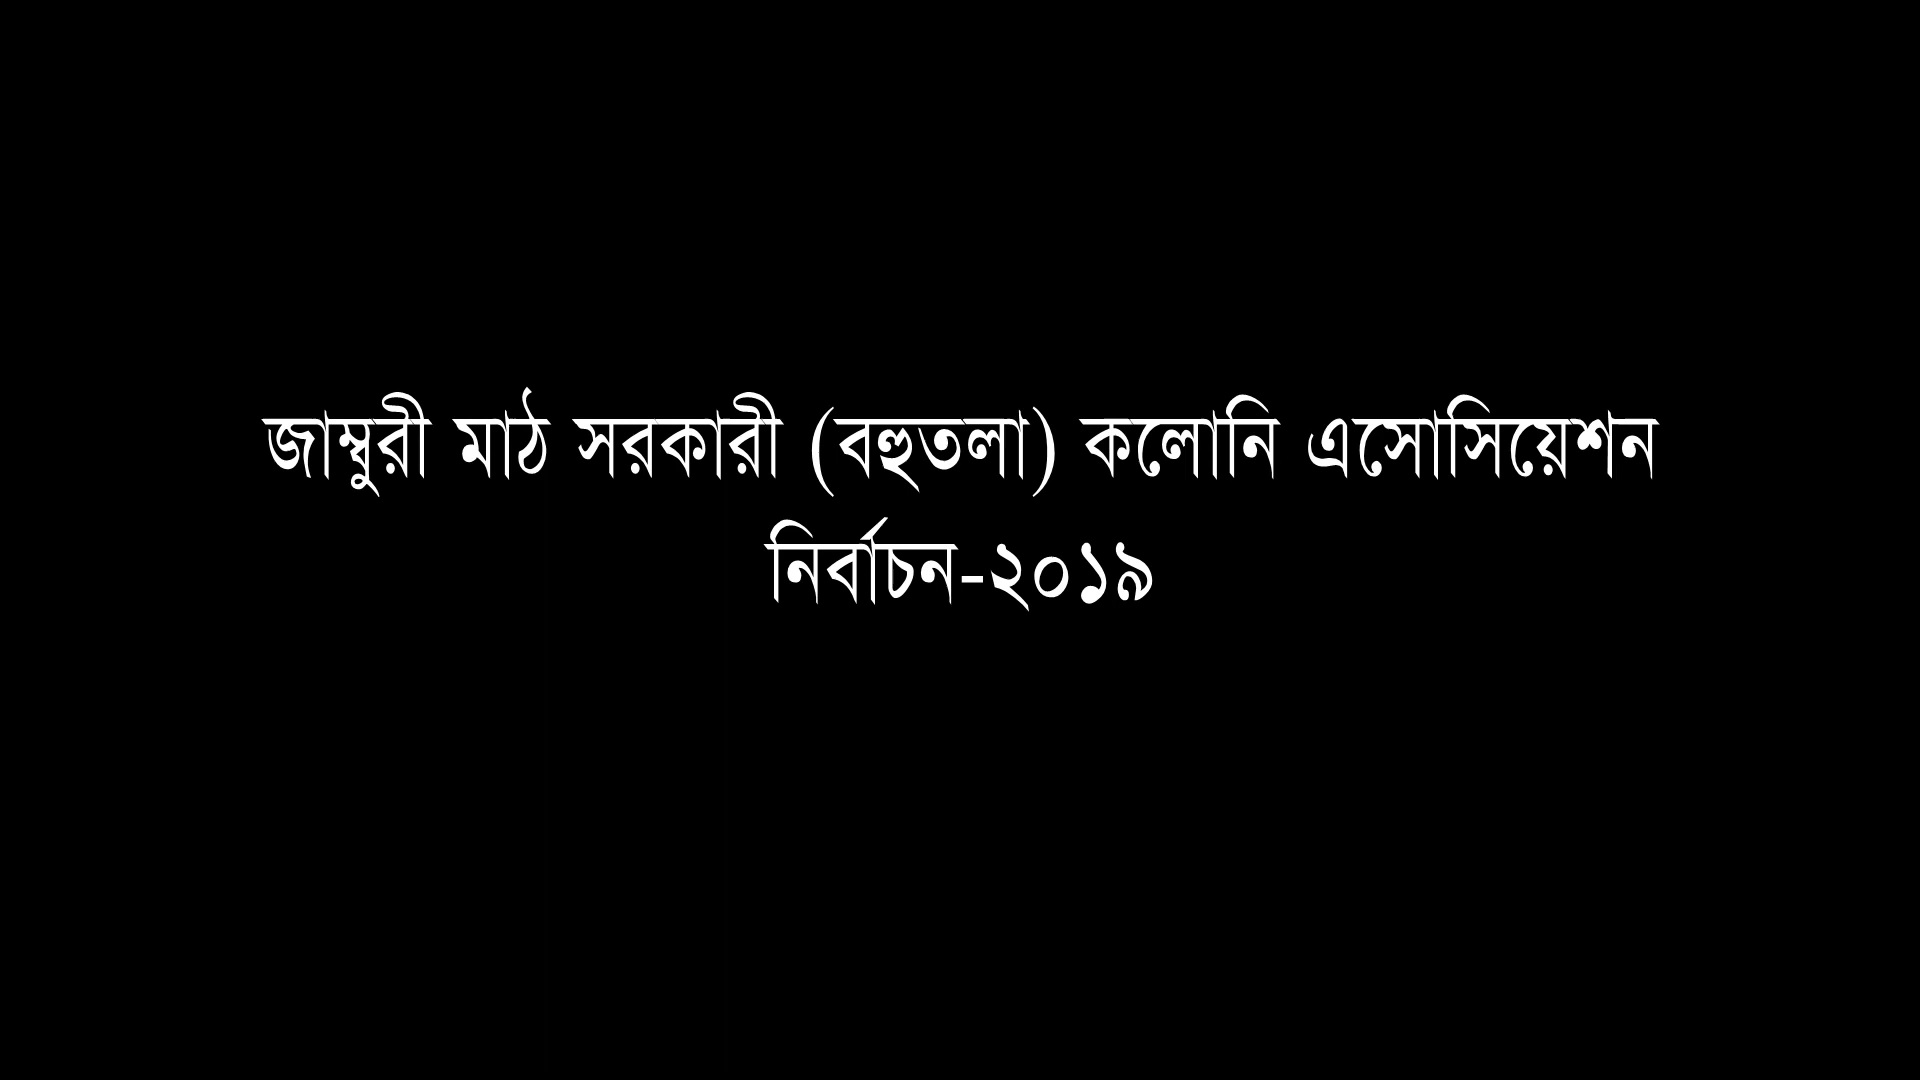 জাম্বুরী মাঠ সরকারী (বহুতলা) কলোনি এসোসিয়েশন
নির্বাচন-২০১৯